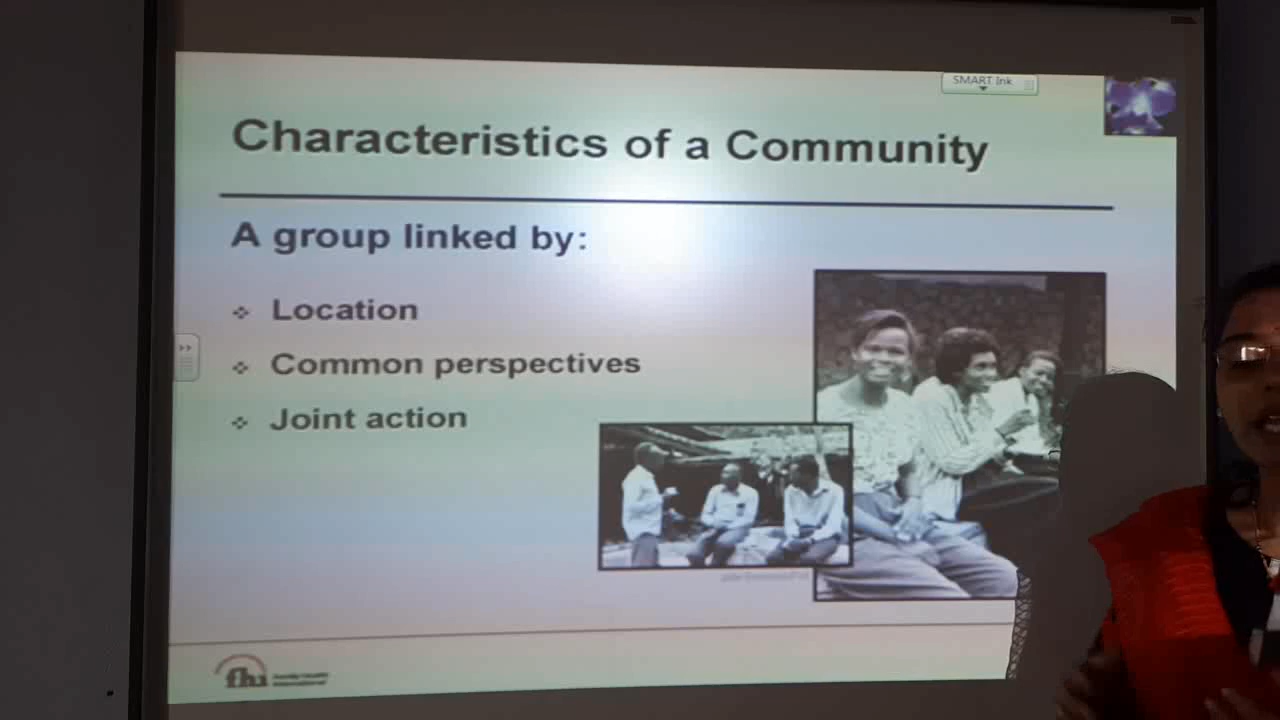 SMART Ink
Characteristics of a Community
A group linked by:
Location
Common perspectives
Joint action
fhi